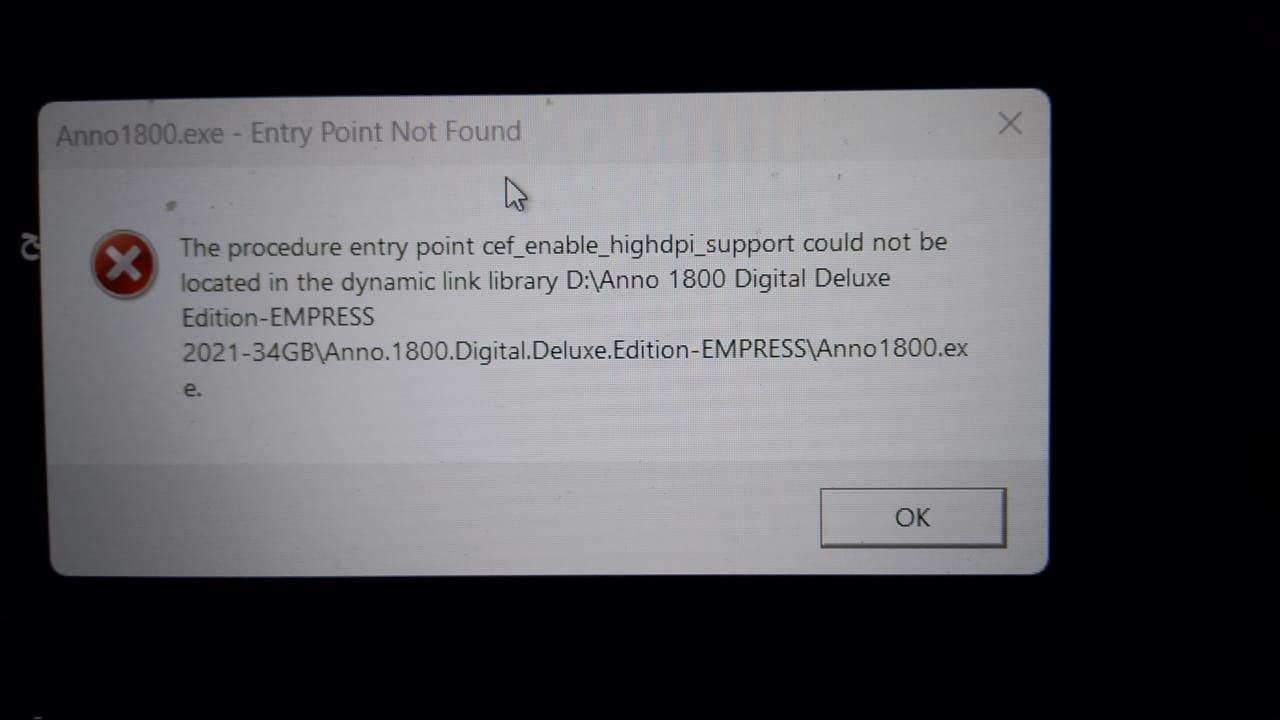 Anno1800.exe - Entry Point Not Found
The procedure entry point cef_enable_highdpi_support could not be
located in the dynamic link library D:\Anno 1800 Digital Deluxe
Edition-EMPRESS
2021-34GB\Anno.1800.Digital.Deluxe.Edition-EMPRESS\Anno1800.ex
e.
OK